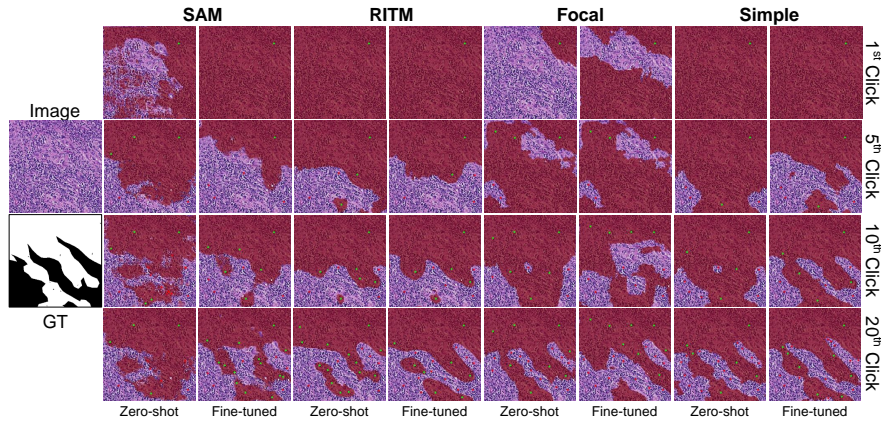 SAM RITM Focal Simple
1st Click
Image
5th Click
10th Click
GT
20th Click
Zero-shot Fine-tuned Zero-shot Fine-tuned Zero-shot Fine-tuned Zero-shot Fine-tuned